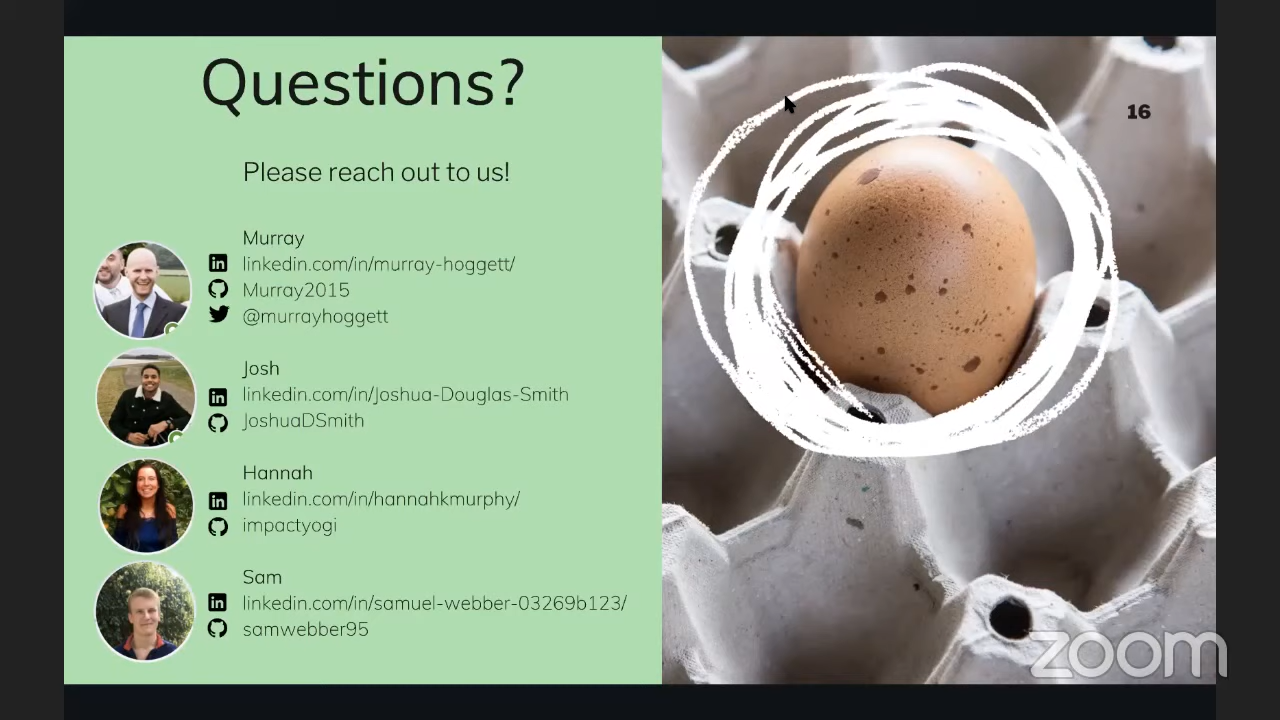 Questions?
Please reach out to us!
Murray
linkedin.com/in/murray-hoggett/
Murray2015
@murrayhoggett
Josh
linkedin.com/in/Joshua-Douglas-Smith
JoshuaDSmith
Hannah
linkedin.com/in/hannahkmurphy/
impactyogi
Sam
linkedin.com/in/samuel-webber-03269b123/
samwebber95
16
zoom